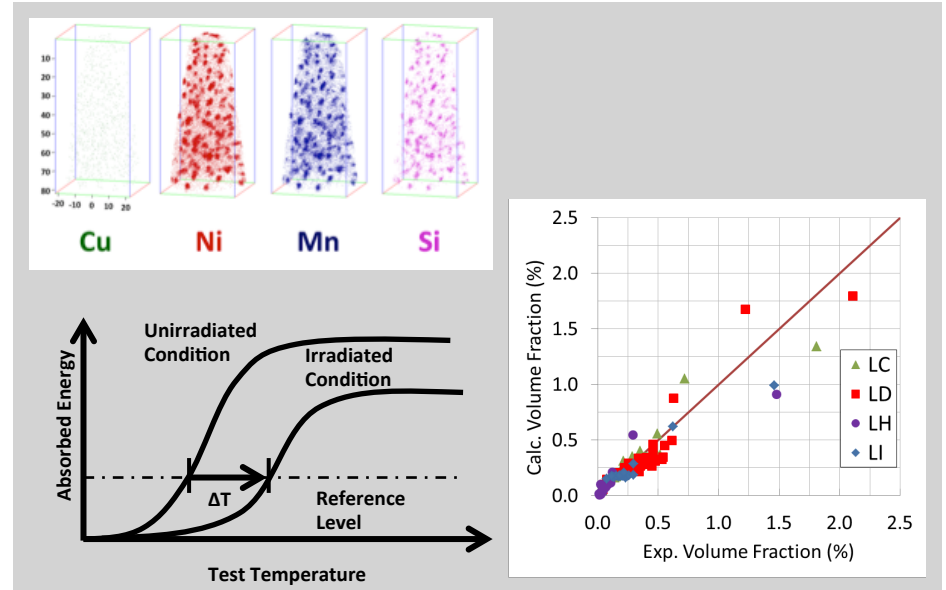 10
20
30
40
50
60
70
80
-20 -10 0 10 20
Cu Ni Mn Si
Unirradiated
Condition
Irradiated
Condition
Absorbed Energy
ΔT
Reference
Level
Test Temperature
2.5
2.0
1.5
1.0
0.5
0.0
Calc. Volume Fraction (%)
LC
LD
LH
LI
0.0 0.5 1.0 1.5 2.0 2.5
Exp. Volume Fraction (%)